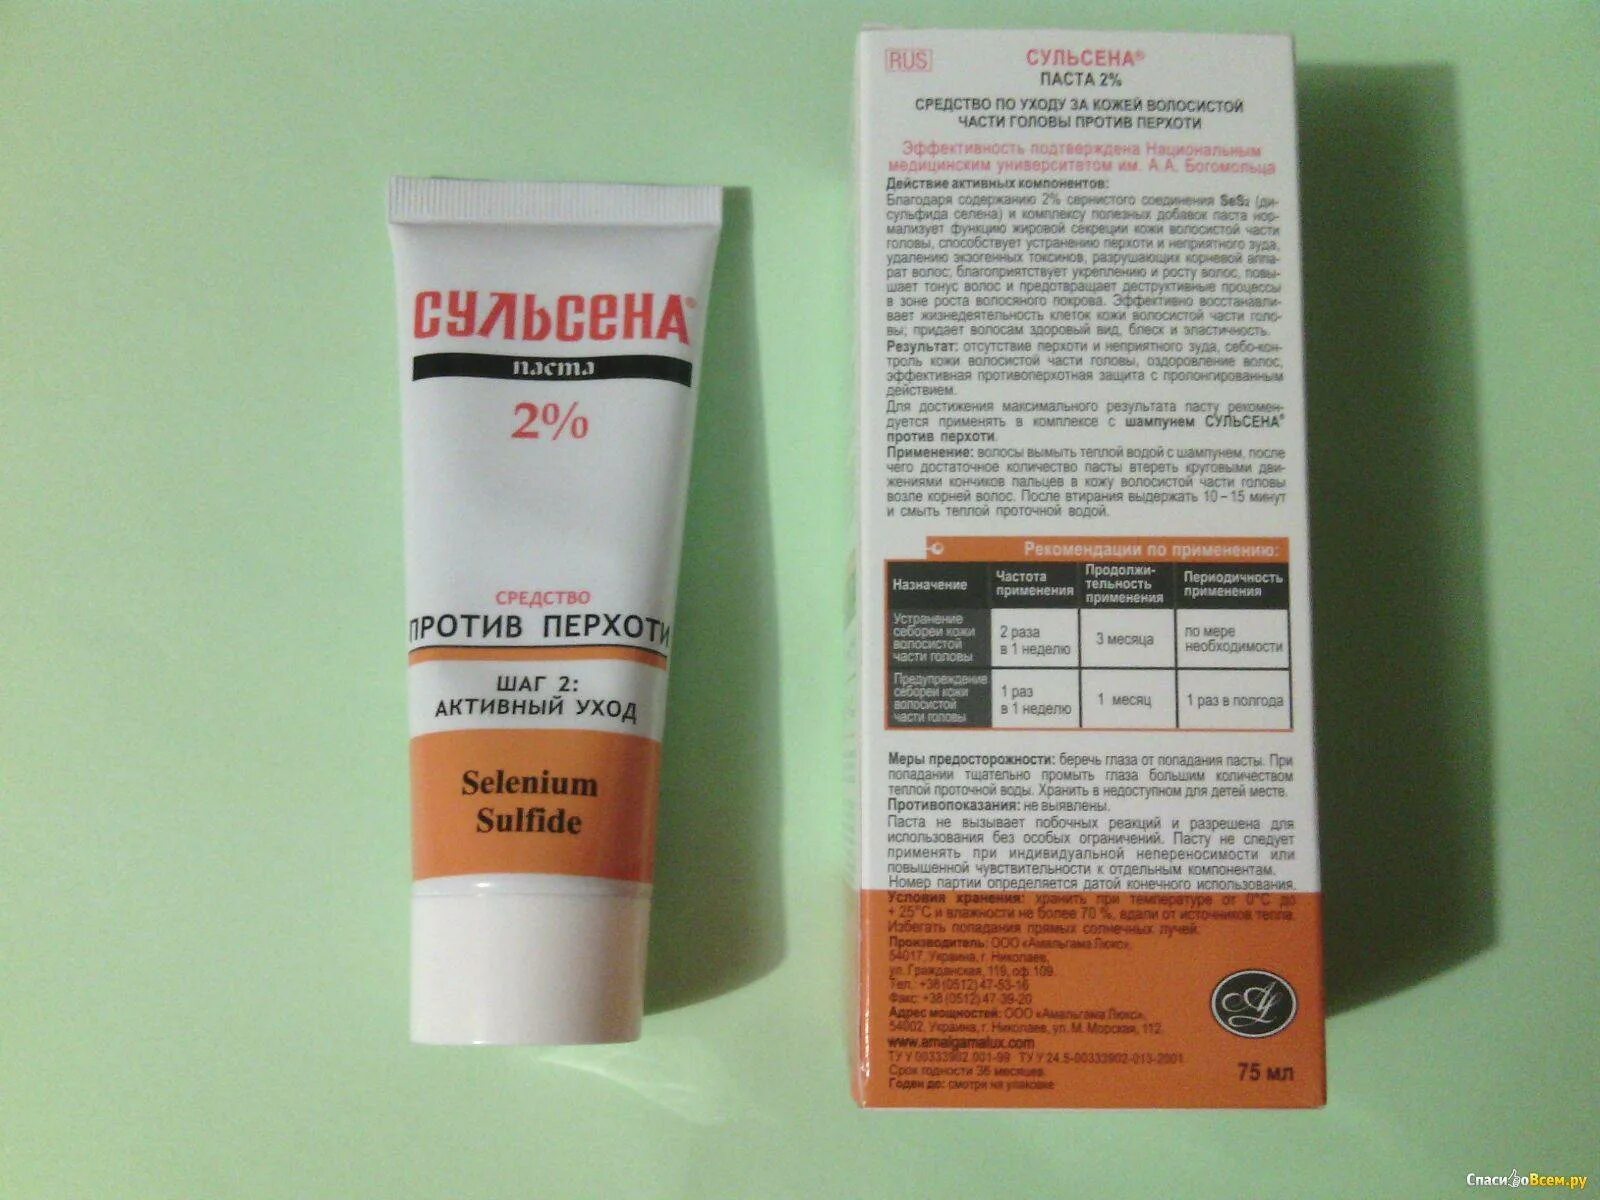 СУЛЬСЕНА®
паста
2%
СРЕДСТВО
ПРОТИВ ПЕРХОТИ
ШАГ 2:
АКТИВНЫЙ УХОД
Selenium
Sulfide
RUS
СУЛЬСЕНА®
ПАСТА 2%
СРЕДСТВО ПО УХОДУ ЗА КОЖЕЙ ВОЛОСИСТОЙ
ЧАСТИ ГОЛОВЫ ПРОТИВ ПЕРХОТИ
Эффективность подтверждена Национальным
медицинским университетом им. А.А. Богомольца
Действие активных компонентов:
Благодаря содержанию 2% сернистого соединения SeS₂ (ди-
сульфида селена) и комплексу полезных добавок паста нор-
мализует функцию жировой секреции кожи волосистой части
головы, способствует устранению перхоти и неприятного зуда,
удалению экзогенных токсинов, разрушающих корневой аппа-
рат волос; благоприятствует укреплению и росту волос, повы-
шает тонус волос и предотвращает деструктивные процессы
в зоне роста волосяного покрова. Эффективно восстанавли-
вает жизнедеятельность клеток кожи волосистой части голо-
вы; придает волосам здоровый вид, блеск и эластичность.
Результат: отсутствие перхоти и неприятного зуда, себо-кон-
троль кожи волосистой части головы, оздоровление волос,
эффективная противоперхотная защита с пролонгированным
действием.
Для достижения максимального результата пасту рекомен-
дуется применять в комплексе с шампунем СУЛЬСЕНА®
против перхоти.
Применение: волосы вымыть теплой водой с шампунем, после
чего достаточное количество пасты втереть круговыми дви-
жениями кончиков пальцев в кожу волосистой части головы
возле корней волос. После втирания выдержать 10 – 15 минут
и смыть теплой проточной водой.
Рекомендации по применению:
Назначение Частота применения Продолжи-тельность применения Периодичность применения
Устранение себореи кожи волосистой части головы 2 раза в 1 неделю 3 месяца по мере необходимости
Предупреждение себореи кожи волосистой части головы 1 раз в 1 неделю 1 месяц 1 раз в полгода
Меры предосторожности: беречь глаза от попадания пасты. При
попадании тщательно промыть глаза большим количеством
теплой проточной воды. Хранить в недоступном для детей месте.
Противопоказания: не выявлены.
Паста не вызывает побочных реакций и разрешена для
использования без особых ограничений. Пасту не следует
применять при индивидуальной непереносимости или
повышенной чувствительности к отдельным компонентам.
Номер партии определяется датой конечного использования.
Условия хранения: хранить при температуре от 0°С до
+ 25°С и влажности не более 70 %, вдали от источников тепла.
Избегать попадания прямых солнечных лучей.
Производитель: ООО «Амальгама Люкс»,
54017, Украина, г. Николаев,
ул. Гражданская, 119, оф.109.
Тел.: +38 (0512) 47-53-16
Факс: +38 (0512) 47-39-20
Адрес мощностей: ООО «Амальгама Люкс»,
54002, Украина, г. Николаев, ул. М. Морская, 112.
www.amalgamalux.com
ТУ У 00333902.001-99 ТУ У 24.5-00333902-013-2001
Срок годности 36 месяцев.
Годен до: смотри на упаковке
AL
75 мл
СпасибоВсем.ру